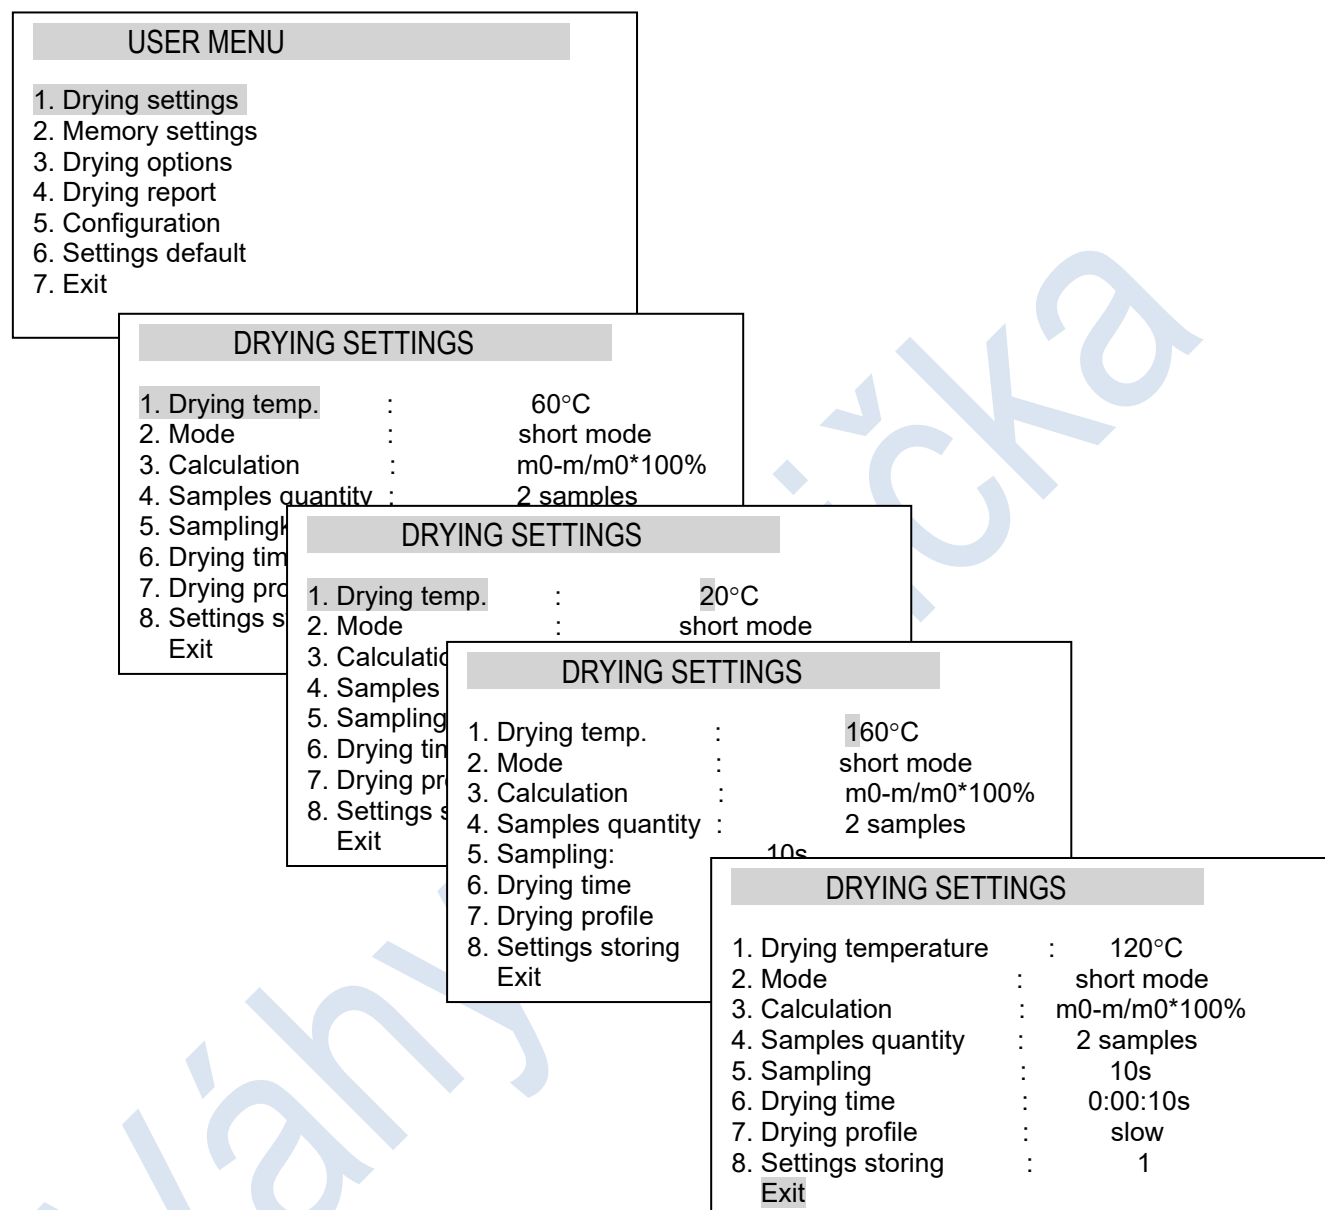 USER MENU
1. Drying settings
2. Memory settings
3. Drying options
4. Drying report
5. Configuration
6. Settings default
7. Exit
DRYING SETTINGS
1. Drying temp. : 60°C
2. Mode : short mode
3. Calculation : m0-m/m0*100%
4. Samples quantity : 2 samples
5. Sampling
6. Drying tim
7. Drying pro
8. Settings s
Exit
DRYING SETTINGS
1. Drying temp. : 20°C
2. Mode : short mode
3. Calculatio
4. Samples
5. Sampling
6. Drying tim
7. Drying pr
8. Settings s
Exit
DRYING SETTINGS
1. Drying temp. : 160°C
2. Mode : short mode
3. Calculation : m0-m/m0*100%
4. Samples quantity : 2 samples
5. Sampling: 10s
6. Drying time
7. Drying profile
8. Settings storing
Exit
DRYING SETTINGS
1. Drying temperature : 120°C
2. Mode : short mode
3. Calculation : m0-m/m0*100%
4. Samples quantity : 2 samples
5. Sampling : 10s
6. Drying time : 0:00:10s
7. Drying profile : slow
8. Settings storing : 1
Exit